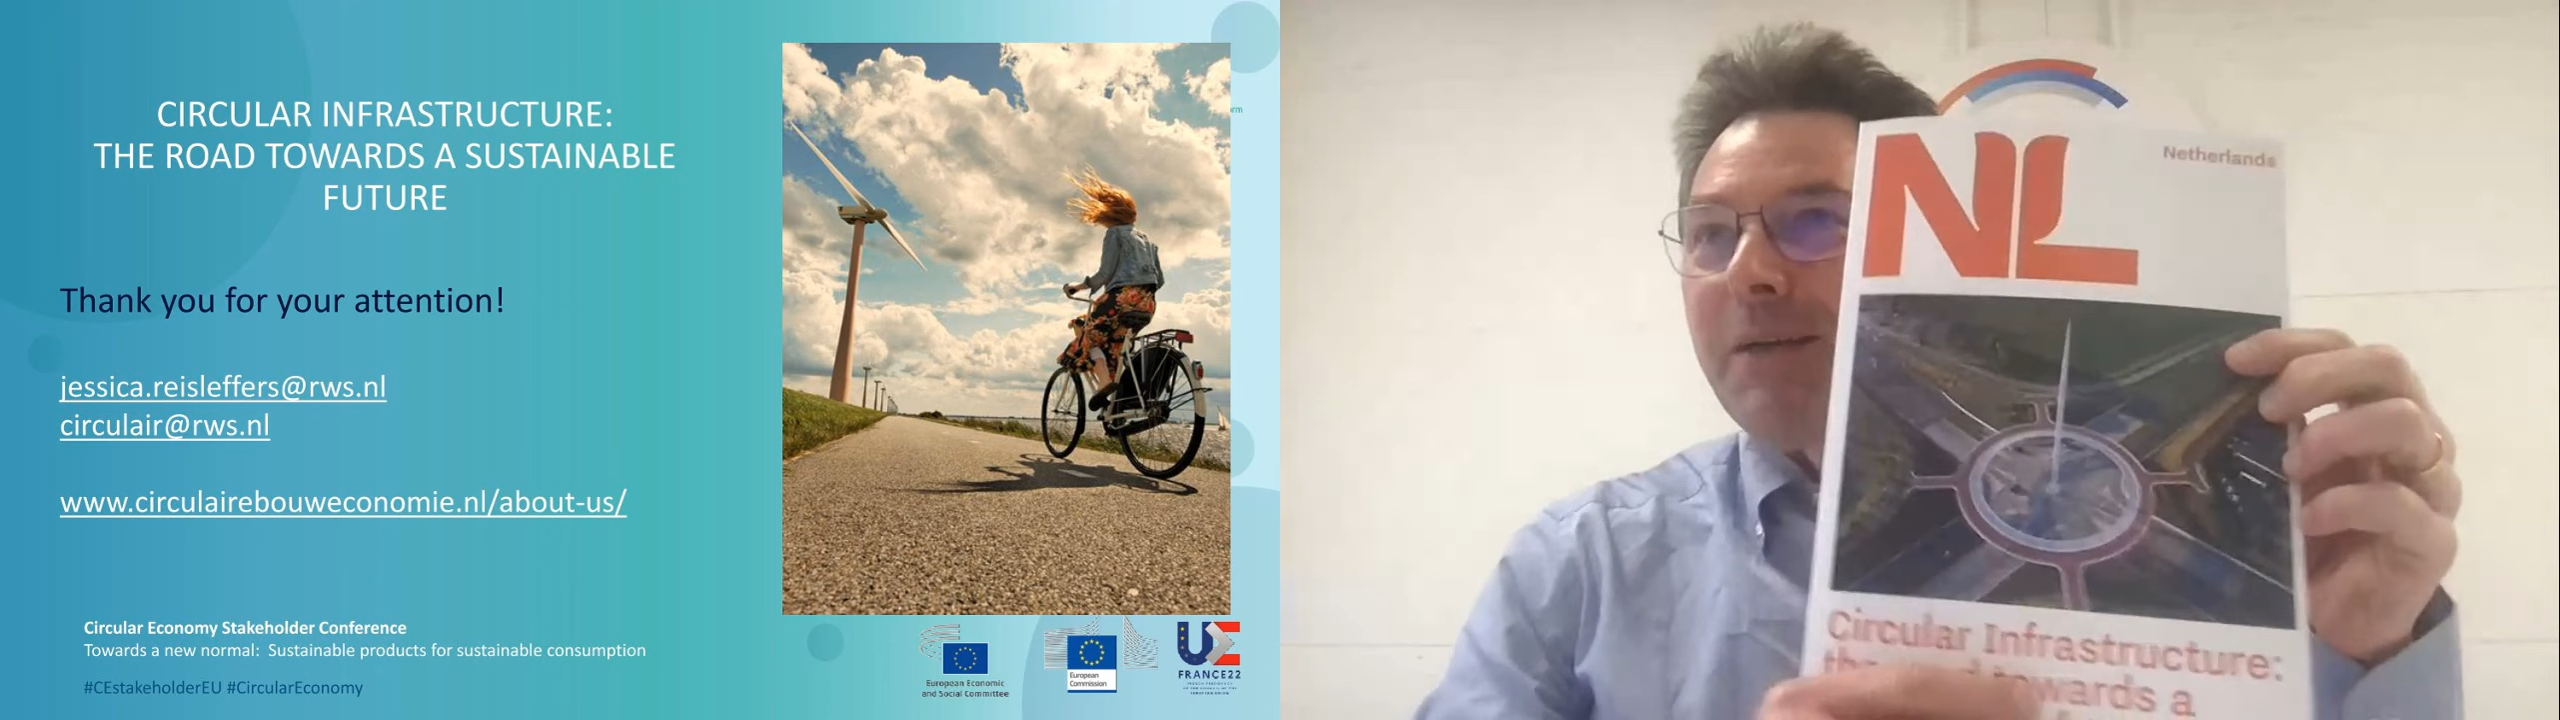 CIRCULAR INFRASTRUCTURE:
THE ROAD TOWARDS A SUSTAINABLE
FUTURE
Thank you for your attention!
jessica.reisleffers@rws.nl
circulair@rws.nl
www.circulairebouweconomie.nl/about-us/
Circular Economy Stakeholder Conference
Towards a new normal: Sustainable products for sustainable consumption
#CEstakeholderEU #CircularEconomy
European Economic
and Social Committee
European
Commission
UE
FRANCE22
NL
Netherlands
Circular Infrastructure:
towards a